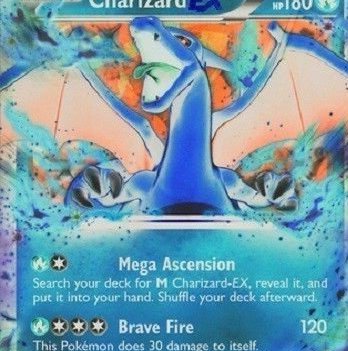 Charizard EX HP180
Mega Ascension
Search your deck for M Charizard-EX, reveal it, and
put it into your hand. Shuffle your deck afterward.
Brave Fire 120
This Pokémon does 30 damage to itself.